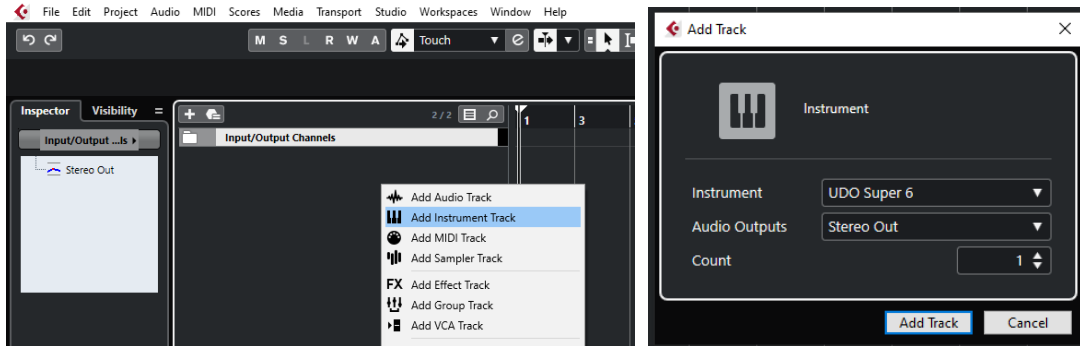 File Edit Project Audio MIDI Scores Media Transport Studio Workspaces Window Help
M S L R W A Touch
Inspector Visibility
2 / 2
1 3
Input/Output ...ls
Input/Output Channels
Stereo Out
Add Audio Track
Add Instrument Track
Add MIDI Track
Add Sampler Track
FX Add Effect Track
Add Group Track
Add VCA Track
Add Track
Instrument
Instrument UDO Super 6
Audio Outputs Stereo Out
Count 1
Add Track Cancel